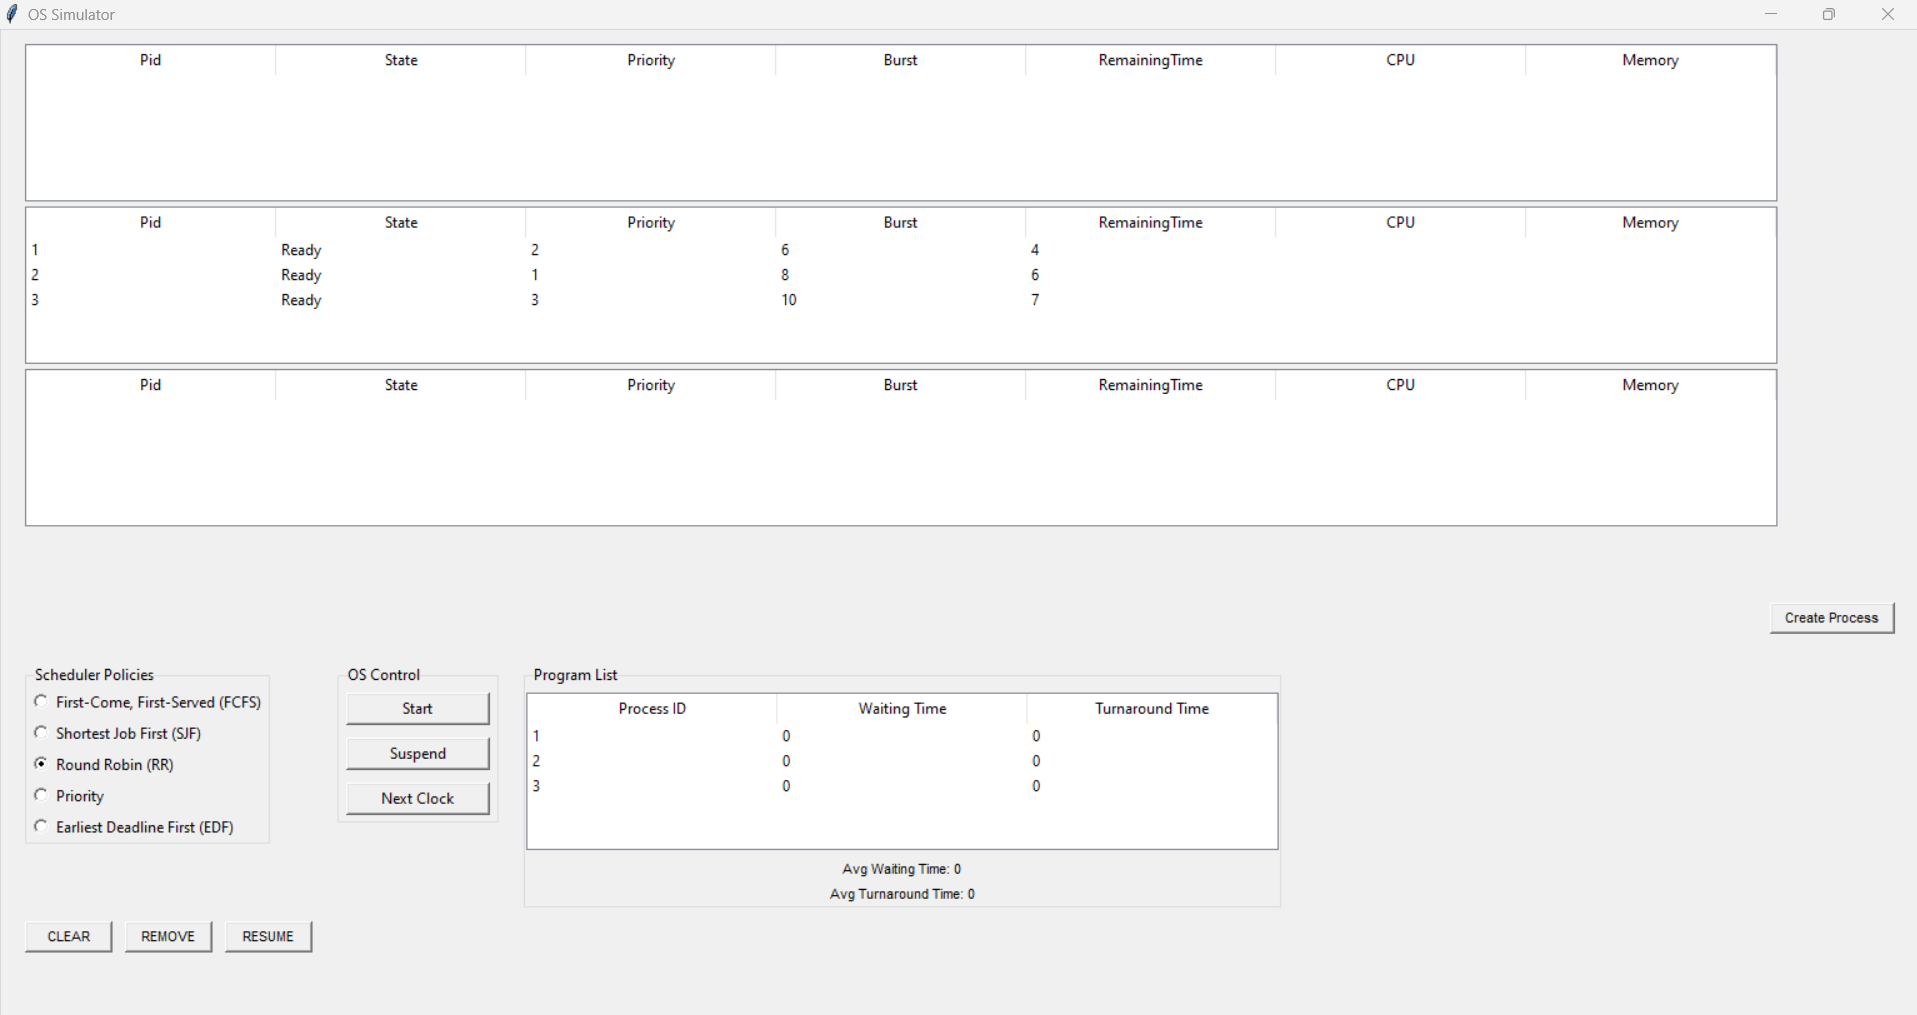 OS Simulator
Pid State Priority Burst RemainingTime CPU Memory
Pid State Priority Burst RemainingTime CPU Memory
1 Ready 2 6 4
2 Ready 1 8 6
3 Ready 3 10 7
Pid State Priority Burst RemainingTime CPU Memory
Create Process
Scheduler Policies
First-Come, First-Served (FCFS)
Shortest Job First (SJF)
Round Robin (RR)
Priority
Earliest Deadline First (EDF)
OS Control
Start
Suspend
Next Clock
Program List
Process ID Waiting Time Turnaround Time
1 0 0
2 0 0
3 0 0
Avg Waiting Time: 0
Avg Turnaround Time: 0
CLEAR REMOVE RESUME